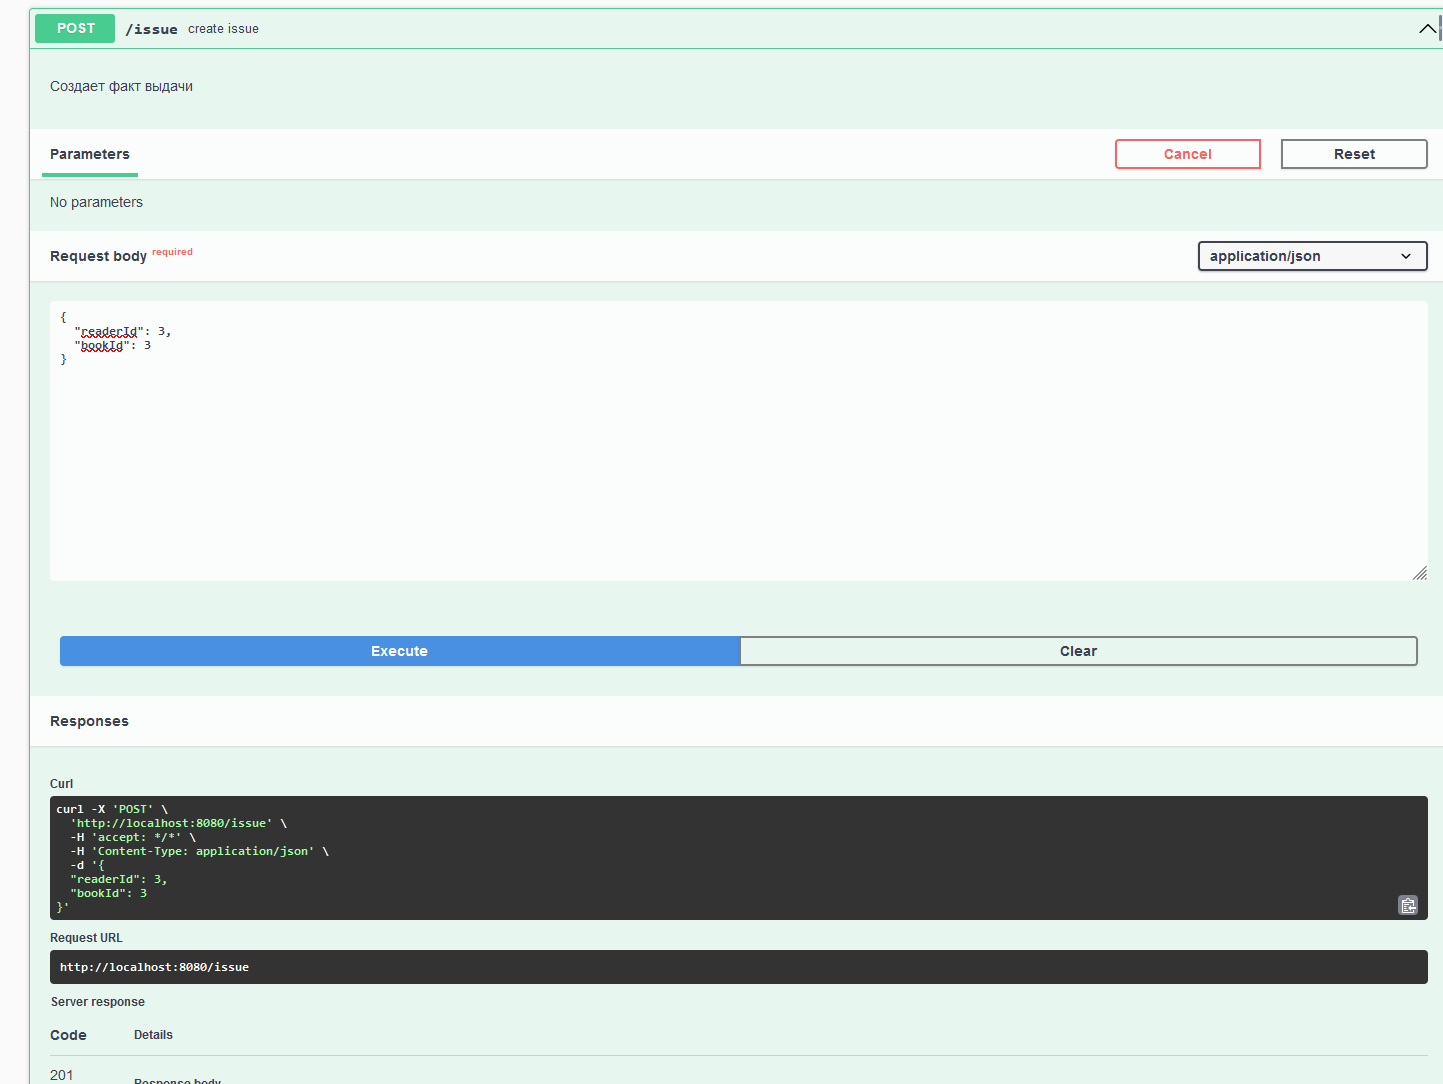 POST /issue create issue
Создает факт выдачи
Parameters Cancel Reset
No parameters
Request body required application/json
{
"readerId": 3,
"bookId": 3
}
Execute Clear
Responses
Curl
curl -X 'POST' \
'http://localhost:8080/issue' \
-H 'accept: */*' \
-H 'Content-Type: application/json' \
-d '{
"readerId": 3,
"bookId": 3
}'
Request URL
http://localhost:8080/issue
Server response
Code Details
201
Response body